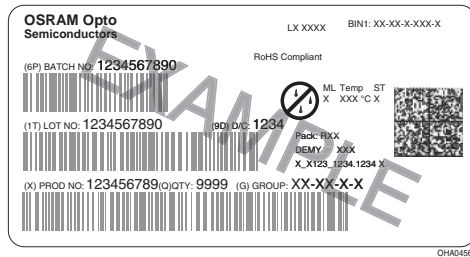 OSRAM Opto
Semiconductors
LX XXXX
BIN1: XX-XX-X-XXX-X
RoHS Compliant
(6P) BATCH NO: 1234567890
ML Temp ST
X XXX °C X
(1T) LOT NO: 1234567890 (9D) D/C: 1234
Pack: RXX
DEMY XXX
X_X123_1234.1234 X
(X) PROD NO: 123456789(Q)QTY: 9999 (G) GROUP: XX-XX-X-X
EXAMPLE
OHA0456